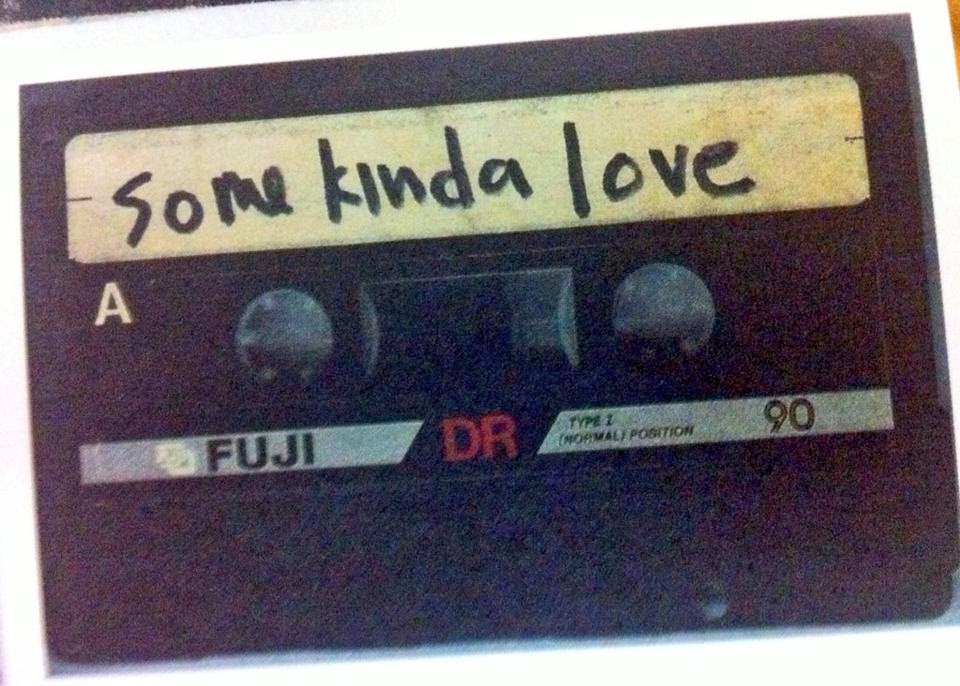 some kinda love
A
FUJI DR TYPE I 90
(NORMAL) POSITION